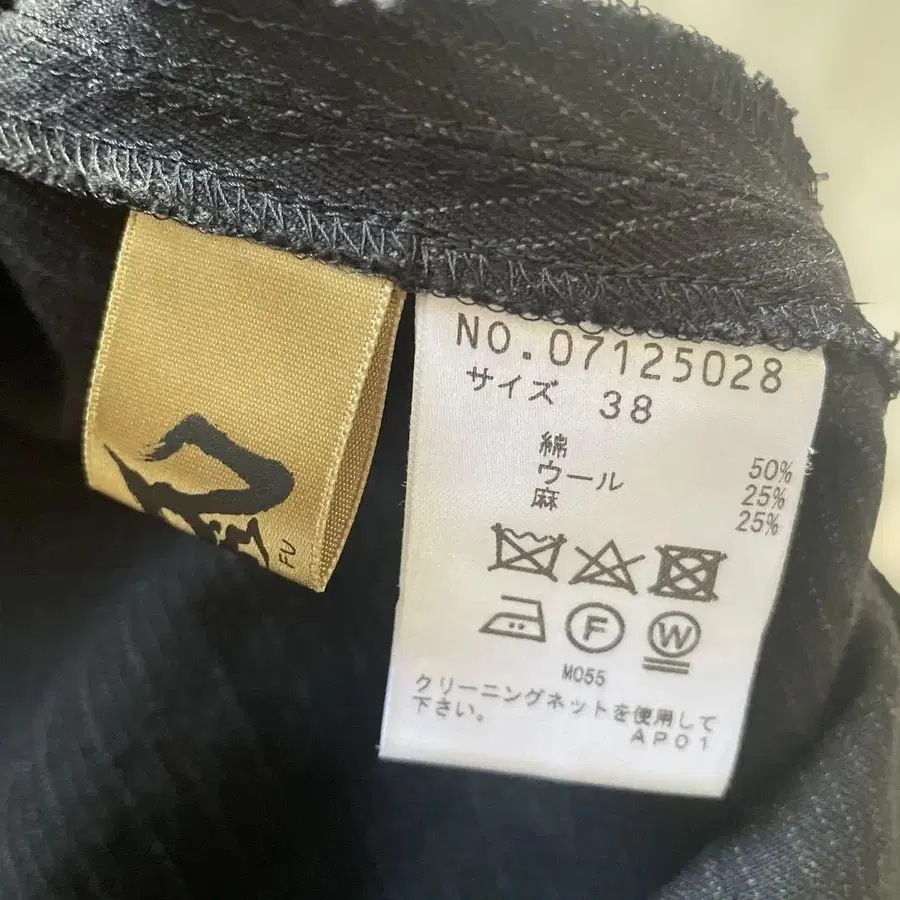 FU
NO.07125028
サイズ 38
綿 50%
ウール 25%
麻 25%
F W
M055
クリーニングネットを使用して
下さい。
AP01